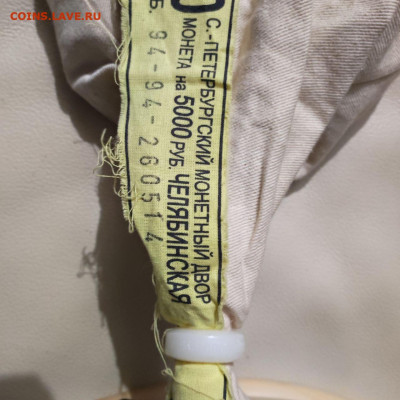 COINS.LAVE.RU
С.-ПЕТЕРБУРГСКИЙ МОНЕТНЫЙ ДВОР
МОНЕТА на 5000 РУБ. ЧЕЛЯБИНСКАЯ
Б. 94-94-260514